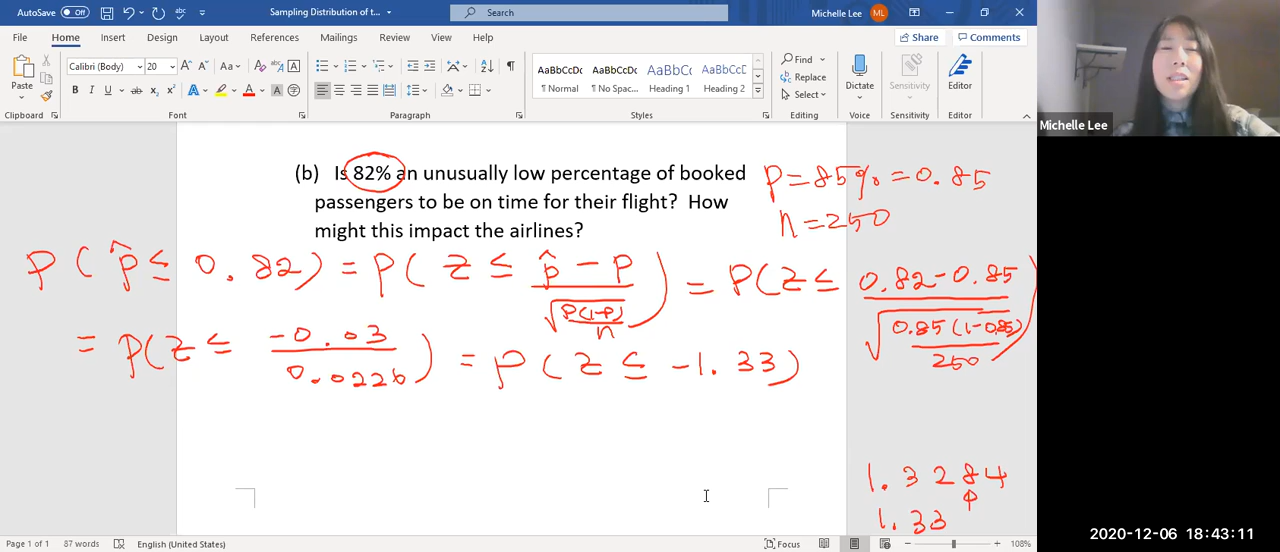 AutoSave Off Sampling Distribution of t... Search Michelle Lee ML
File Home Insert Design Layout References Mailings Review View Help Share Comments
Calibri (Body) 20 Find
Replace
Select
Paste
AaBbCcDc AaBbCcDc AaBbCc AaBbCcD
¶ Normal ¶ No Spac... Heading 1 Heading 2
Dictate Sensitivity Editor
Clipboard Font Paragraph Styles Editing Voice Sensitivity Editor
Michelle Lee
(b) Is 82% an unusually low percentage of booked
passengers to be on time for their flight? How
might this impact the airlines?
p = 85% = 0.85
n = 250
P( p̂ ≤ 0.82) = P( z ≤ p̂ - p / √(p(1-p)/n) ) = P(z ≤ 0.82-0.85 / √(0.85(1-0.85)/250) )
= P(z ≤ -0.03 / 0.0226 ) = P( z ≤ -1.33)
1.3284
1.33
Page 1 of 1 87 words English (United States) Focus 108%
2020-12-06 18:43:11